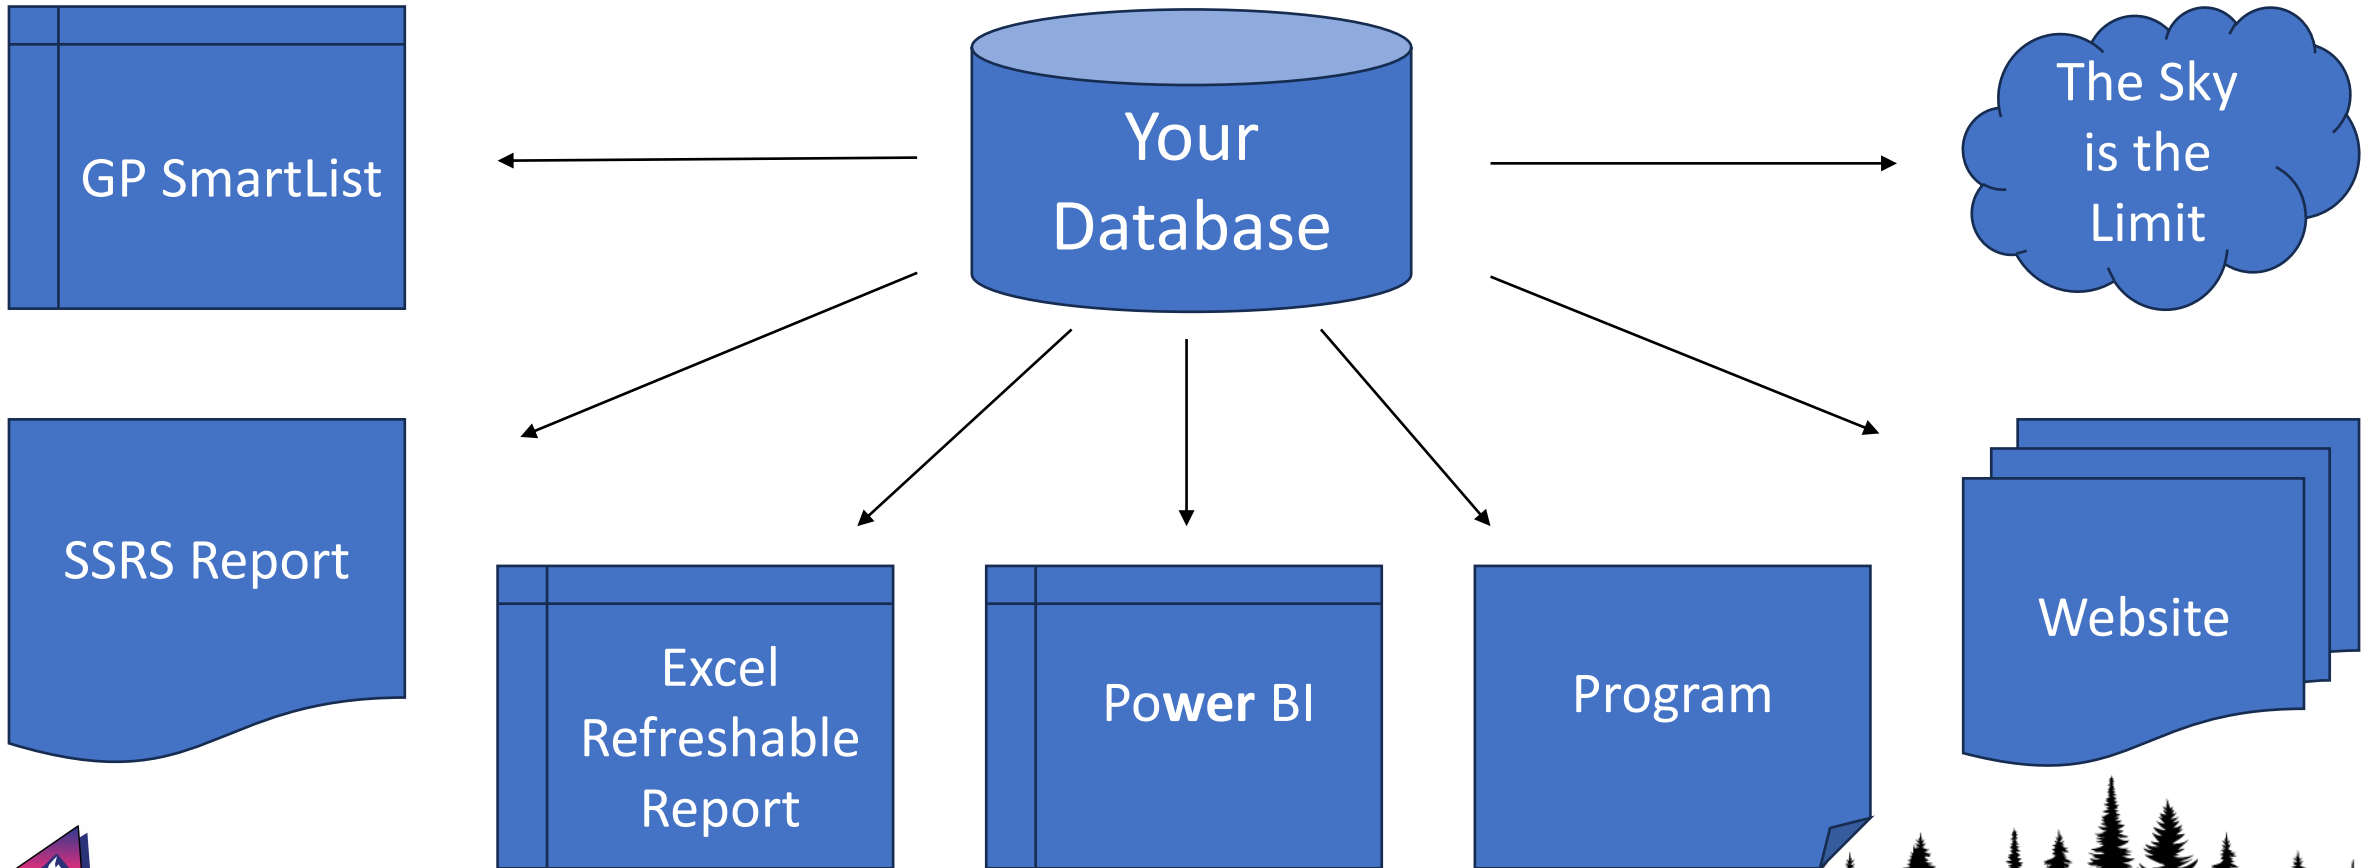 GP SmartList
Your
Database
The Sky
is the
Limit
SSRS Report
Excel
Refreshable
Report
Power BI
Program
Website